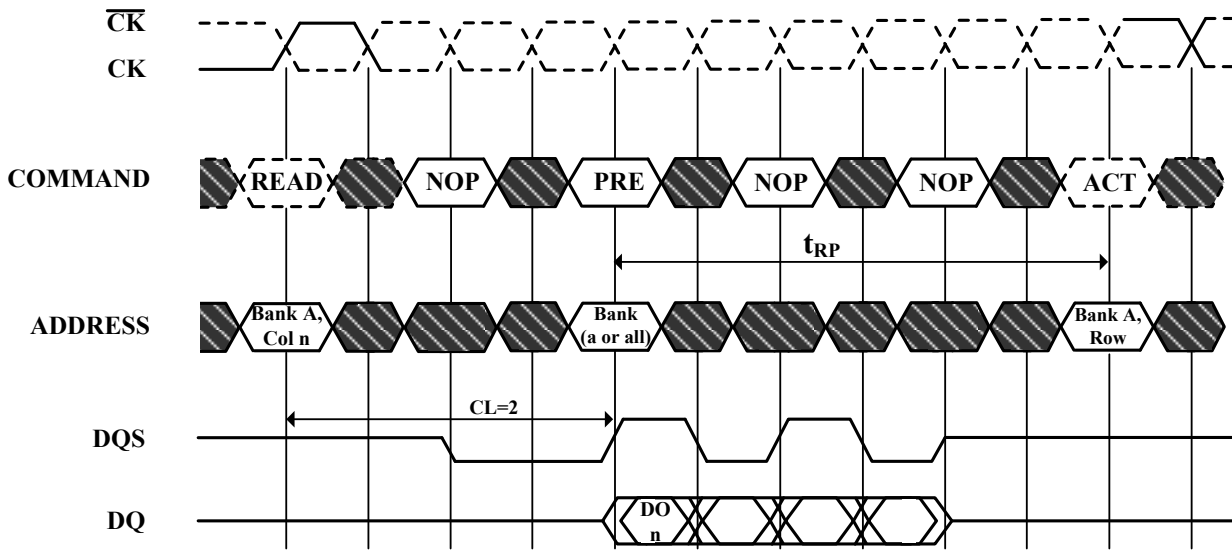 CK
CK
COMMAND
READ
NOP
PRE
NOP
NOP
ACT
tRP
ADDRESS
Bank A,
Col n
Bank
(a or all)
Bank A,
Row
CL=2
DQS
DQ
DO
n